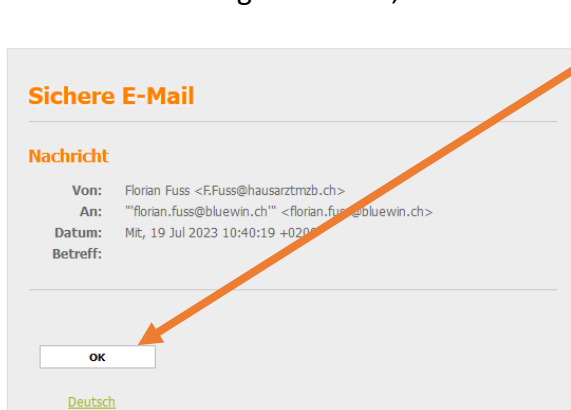 Sichere E-Mail
Nachricht
Von: Florian Fuss <F.Fuss@hausarztmzb.ch>
An: "'florian.fuss@bluewin.ch'" <florian.fuss@bluewin.ch>
Datum: Mit, 19 Jul 2023 10:40:19
Betreff:
OK
Deutsch